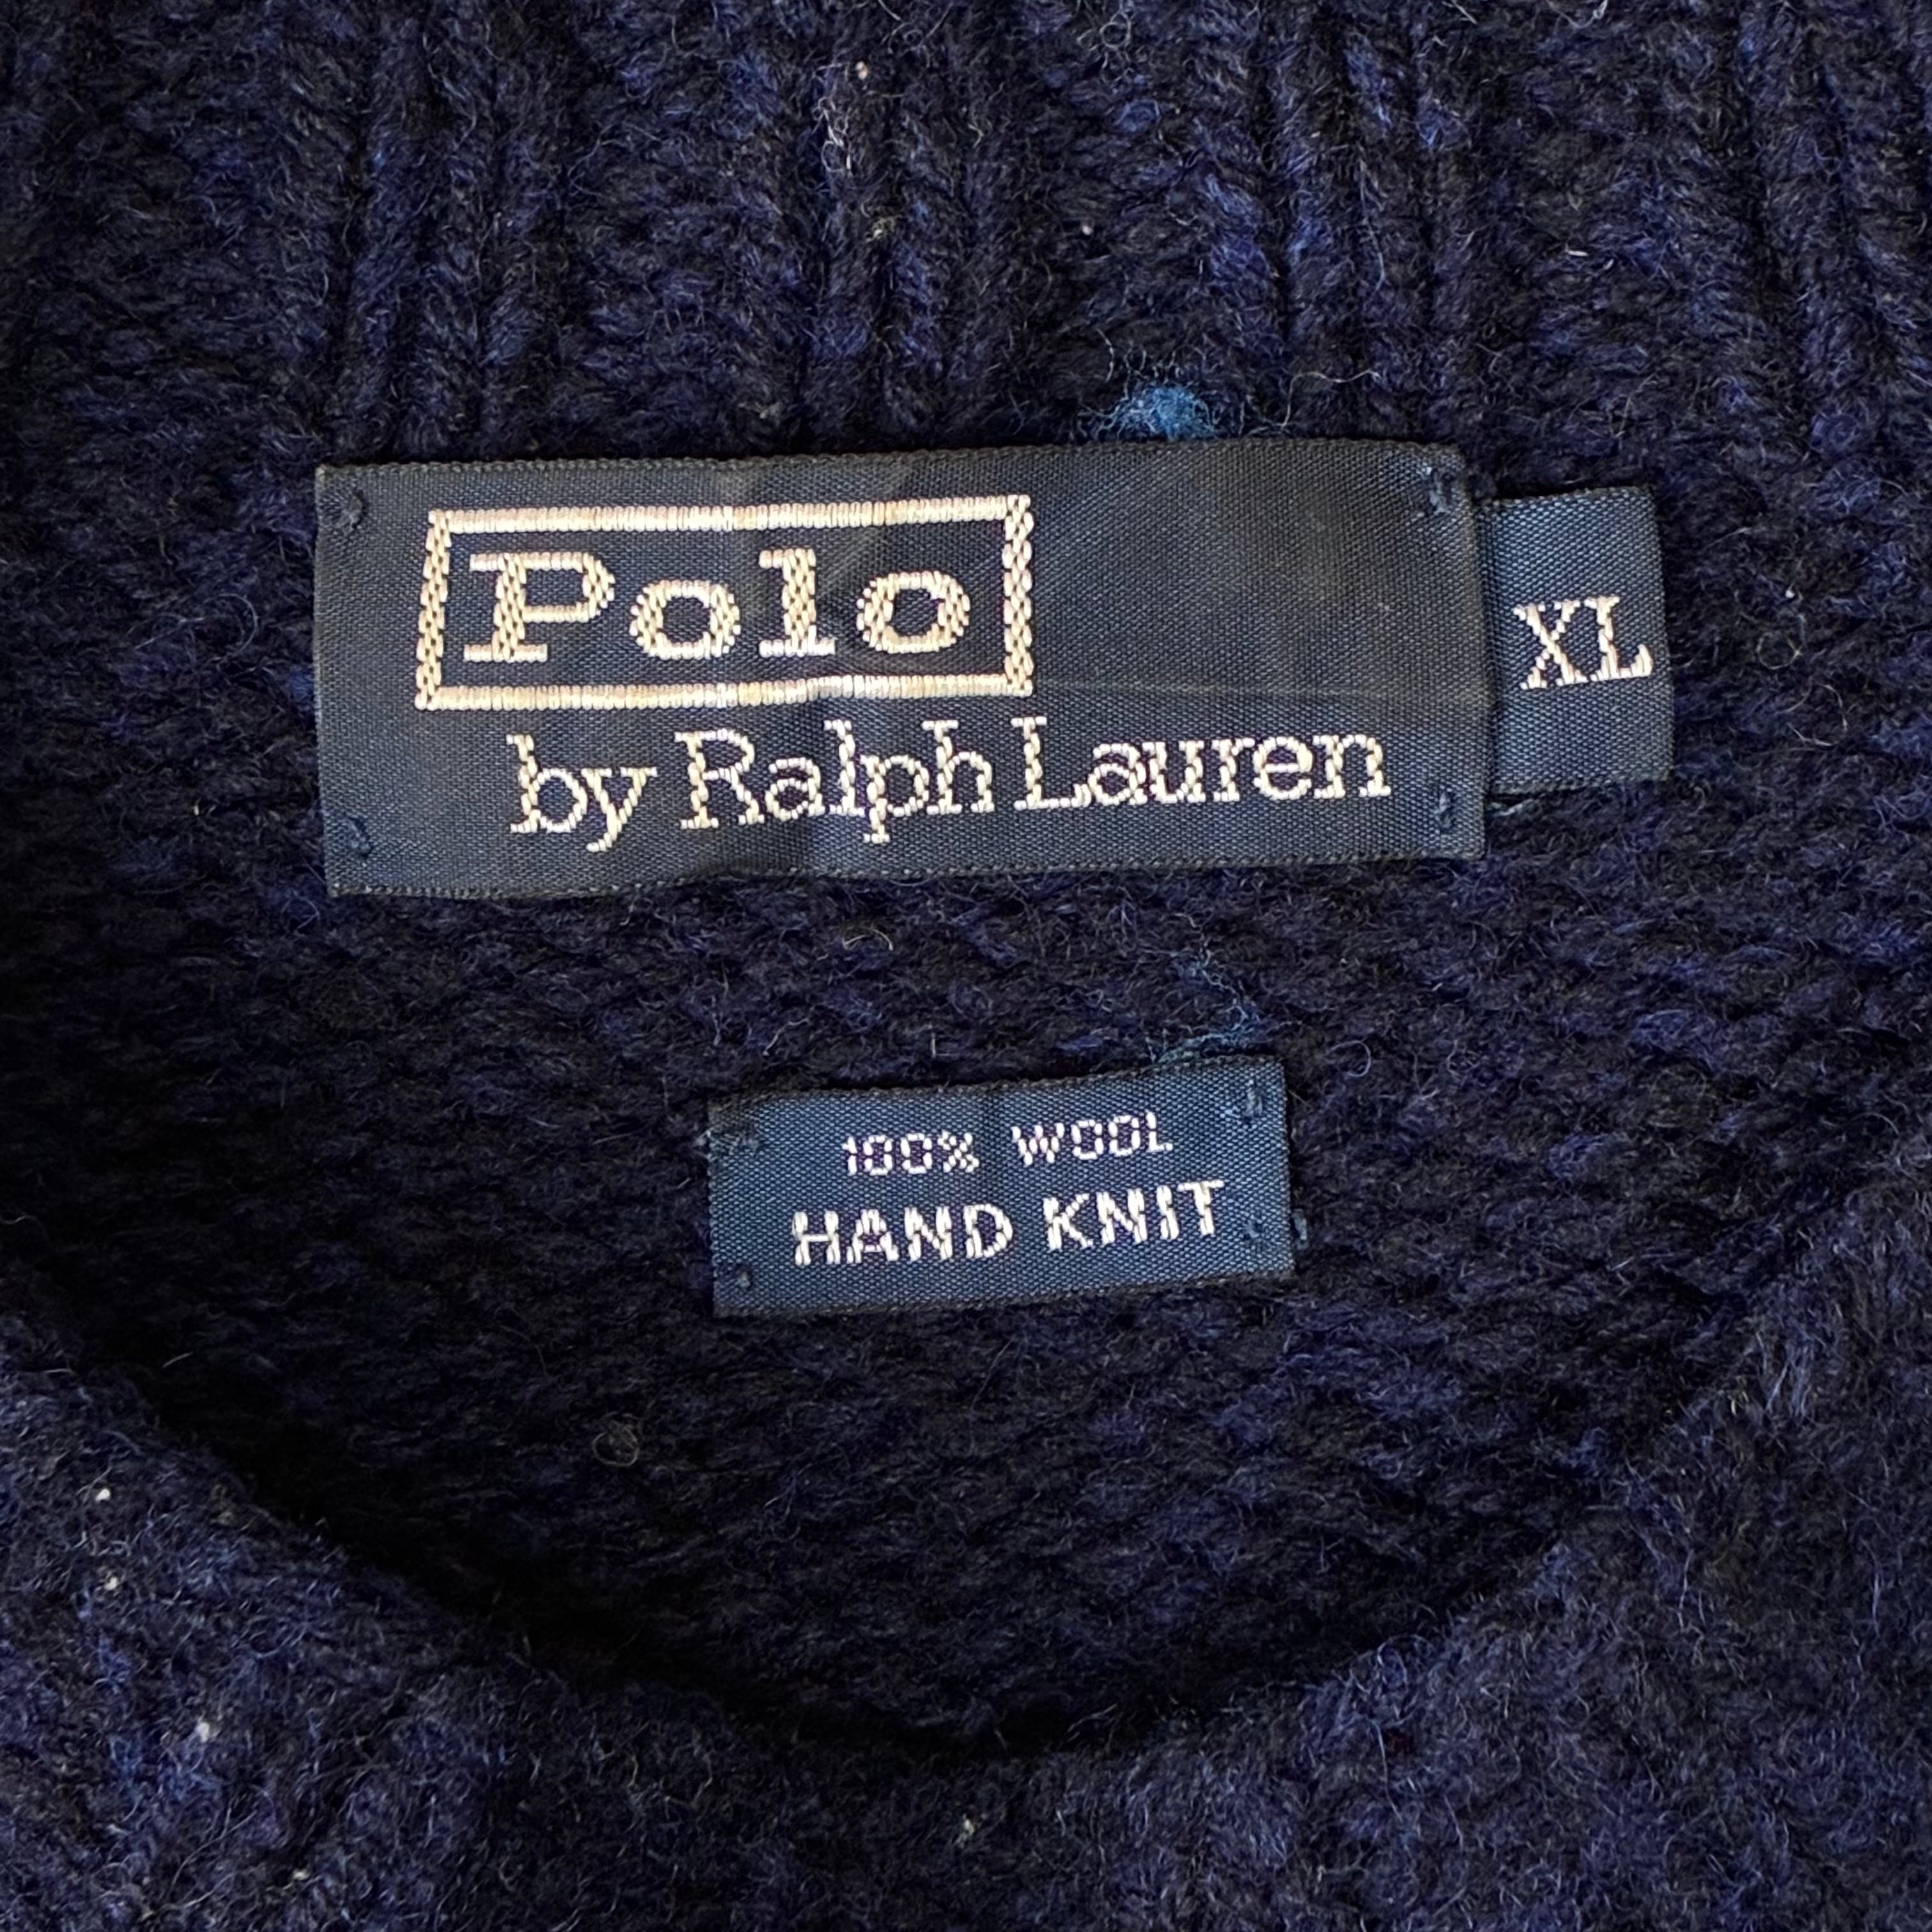 Polo
by Ralph Lauren
XL
100% WOOL
HAND KNIT